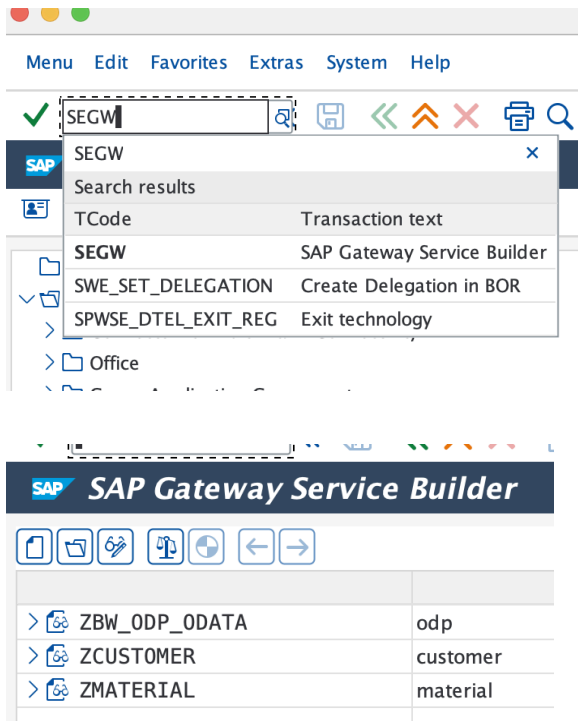 Menu Edit Favorites Extras System Help
SEGW
SEGW
SAP
Search results
TCode Transaction text
SEGW SAP Gateway Service Builder
SWE_SET_DELEGATION Create Delegation in BOR
SPWSE_DTEL_EXIT_REG Exit technology
Office
SAP SAP Gateway Service Builder
ZBW_ODP_ODATA odp
ZCUSTOMER customer
ZMATERIAL material